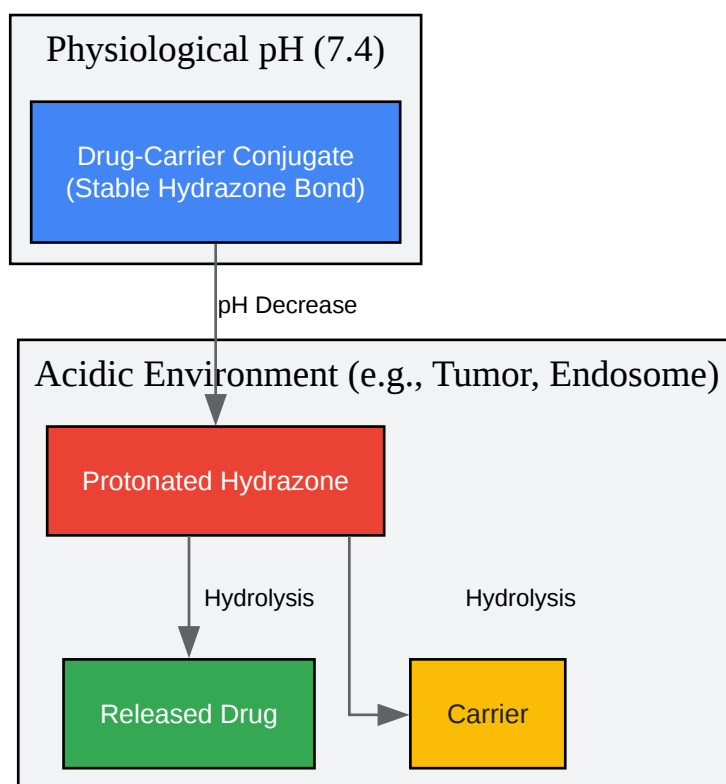 Physiological pH (7.4)
Drug-Carrier Conjugate
(Stable Hydrazone Bond)
pH Decrease
Acidic Environment (e.g., Tumor, Endosome)
Protonated Hydrazone
Hydrolysis
Hydrolysis
Released Drug
Carrier